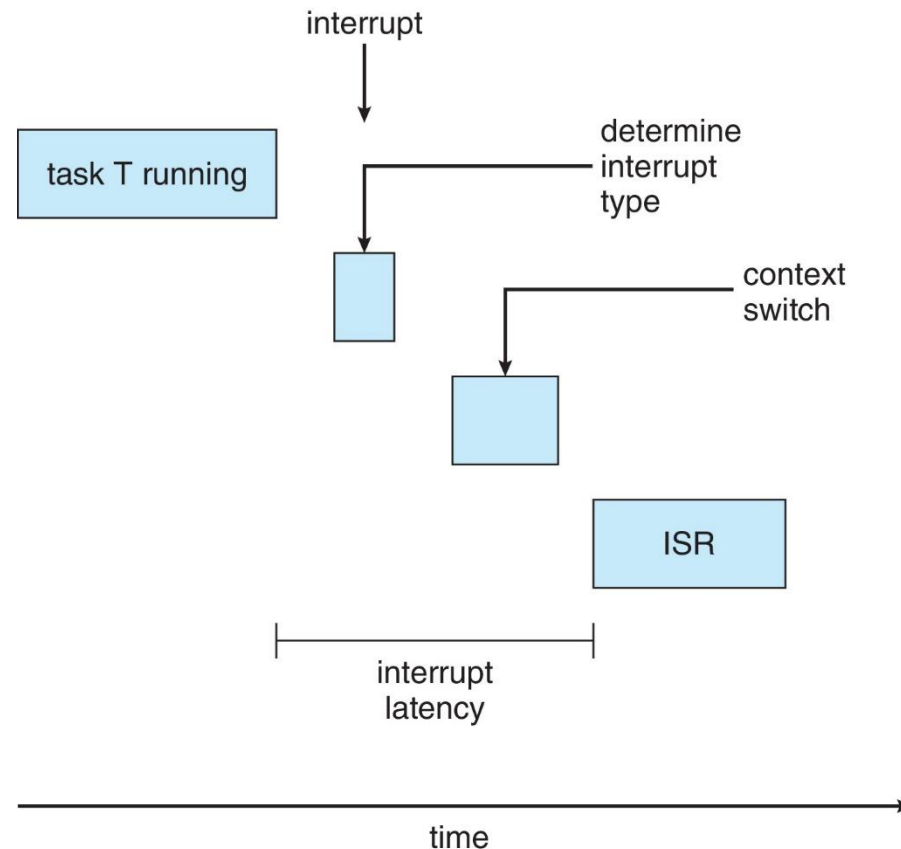 interrupt
task T running
determine
interrupt
type
context
switch
ISR
interrupt
latency
time